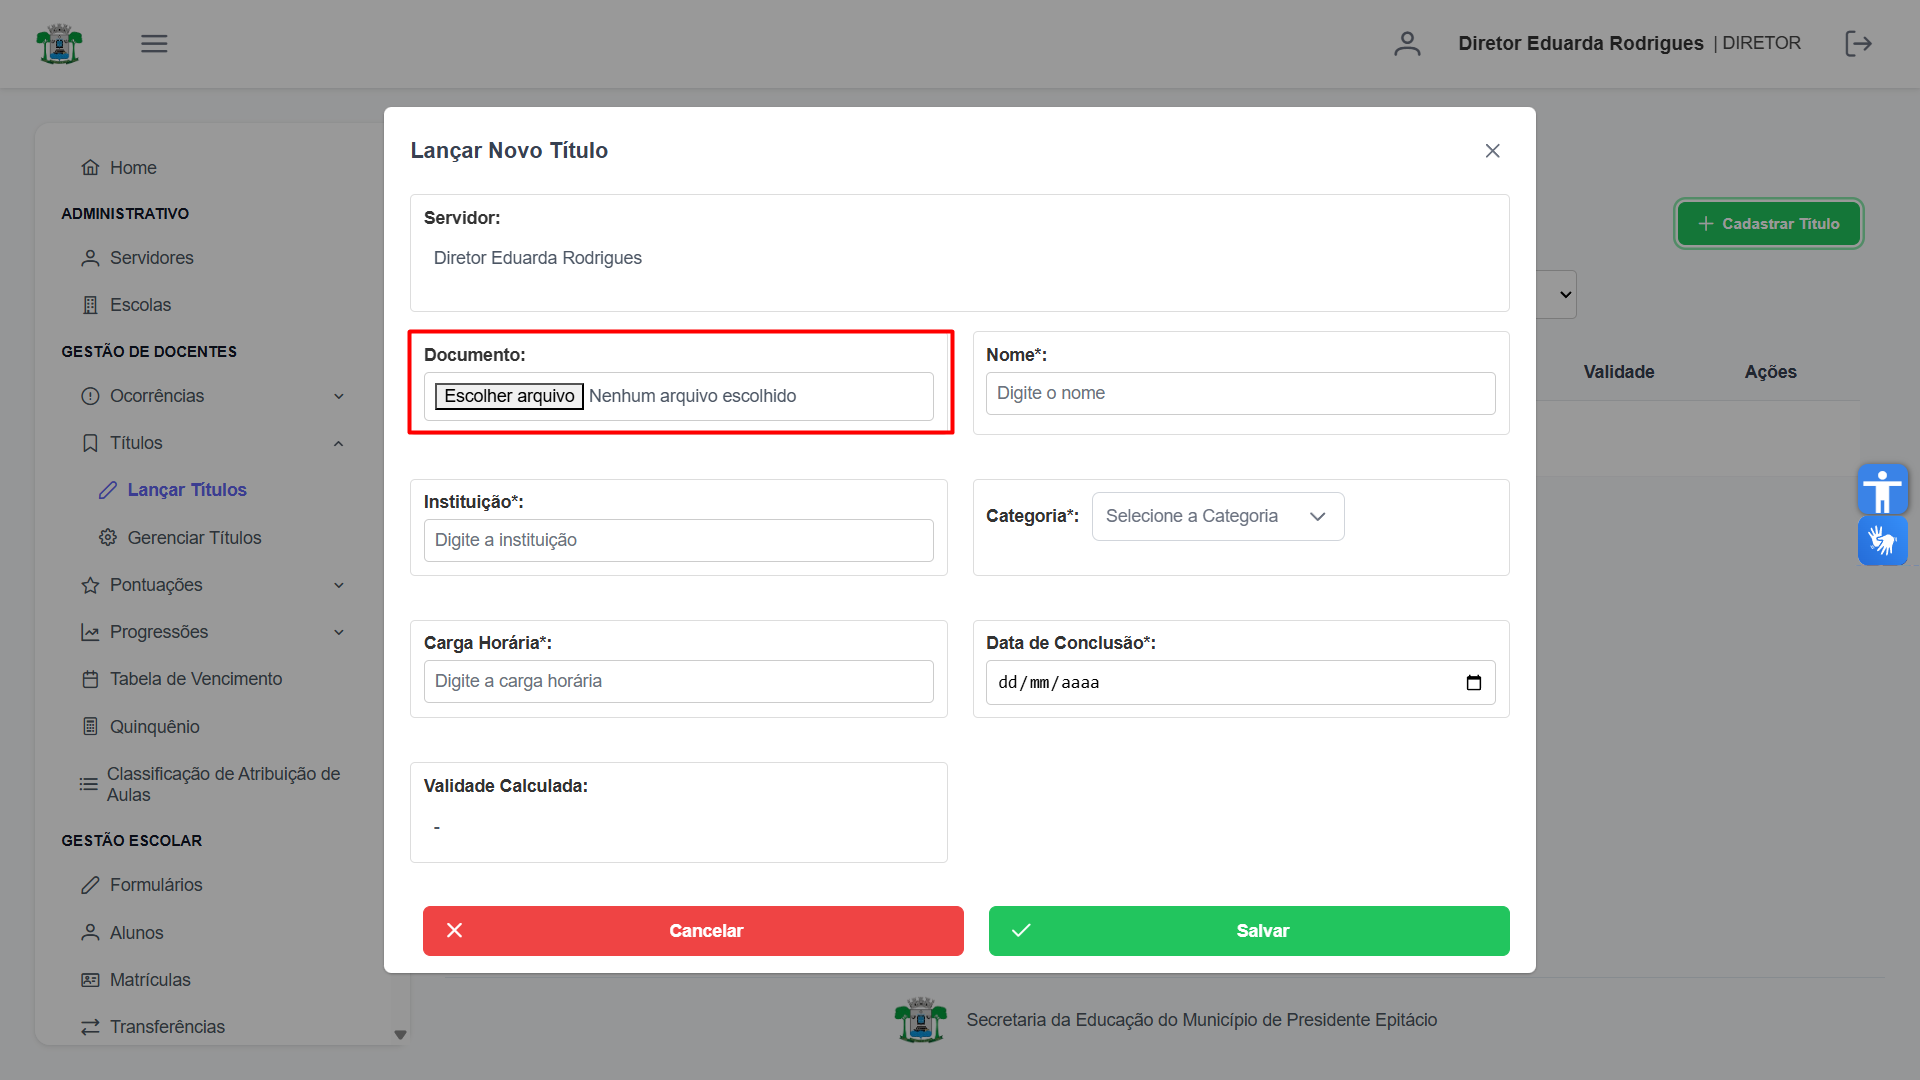 Diretor Eduarda Rodrigues | DIRETOR
Home
ADMINISTRATIVO
Servidores
Escolas
GESTÃO DE DOCENTES
Ocorrências
Títulos
Lançar Títulos
Gerenciar Títulos
Pontuações
Progressões
Tabela de Vencimento
Quinquênio
Classificação de Atribuição de
Aulas
GESTÃO ESCOLAR
Formulários
Alunos
Matrículas
Transferências
Cadastrar Titulo
Validade Ações
Lançar Novo Título
Servidor:
Diretor Eduarda Rodrigues
Documento:
Escolher arquivo Nenhum arquivo escolhido
Nome*:
Digite o nome
Instituição*:
Digite a instituição
Categoria*: Selecione a Categoria
Carga Horária*:
Digite a carga horária
Data de Conclusão*:
dd/mm/aaaa
Validade Calculada:
-
Cancelar
Salvar
Secretaria da Educação do Município de Presidente Epitácio